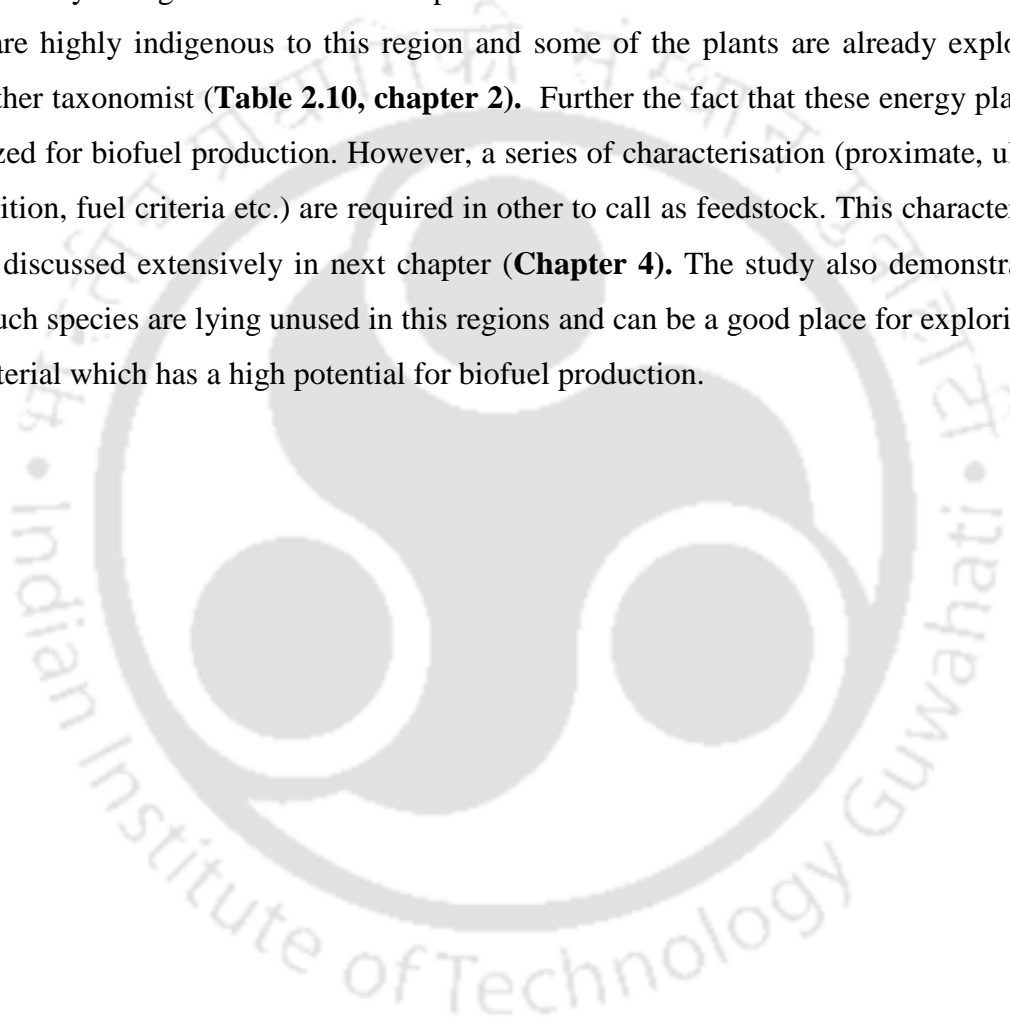 are highly indigenous to this region and some of the plants are already explo
ther taxonomist (Table 2.10, chapter 2). Further the fact that these energy pla
zed for biofuel production. However, a series of characterisation (proximate, ul
ition, fuel criteria etc.) are required in other to call as feedstock. This character
discussed extensively in next chapter (Chapter 4). The study also demonstra
uch species are lying unused in this regions and can be a good place for explori
terial which has a high potential for biofuel production.
Indian Institute of Technology Guwahati